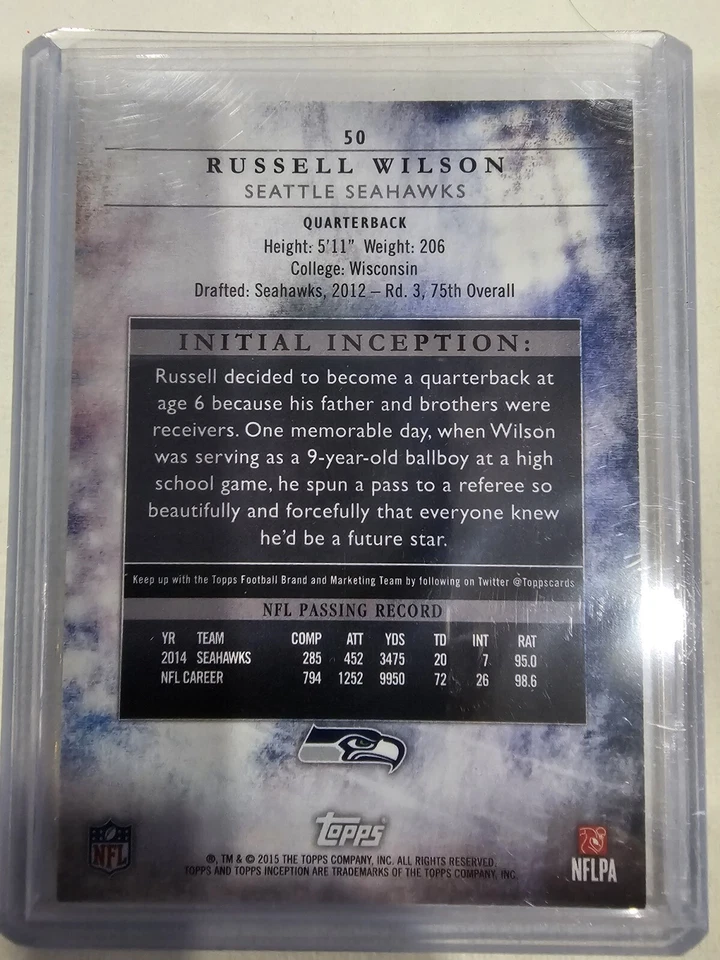 50
RUSSELL WILSON
SEATTLE SEAHAWKS
QUARTERBACK
Height: 5'11" Weight: 206
College: Wisconsin
Drafted: Seahawks, 2012 – Rd. 3, 75th Overall
INITIAL INCEPTION:
Russell decided to become a quarterback at
age 6 because his father and brothers were
receivers. One memorable day, when Wilson
was serving as a 9-year-old ballboy at a high
school game, he spun a pass to a referee so
beautifully and forcefully that everyone knew
he'd be a future star.
Keep up with the Topps Football Brand and Marketing Team by following on Twitter @Toppscards
NFL PASSING RECORD
YR TEAM COMP ATT YDS TD INT RAT
2014 SEAHAWKS 285 452 3475 20 7 95.0
NFL CAREER 794 1252 9950 72 26 98.6
topps
NFL
NFLPA
®, TM & © 2015 THE TOPPS COMPANY, INC. ALL RIGHTS RESERVED.
TOPPS AND TOPPS INCEPTION ARE TRADEMARKS OF THE TOPPS COMPANY, INC.